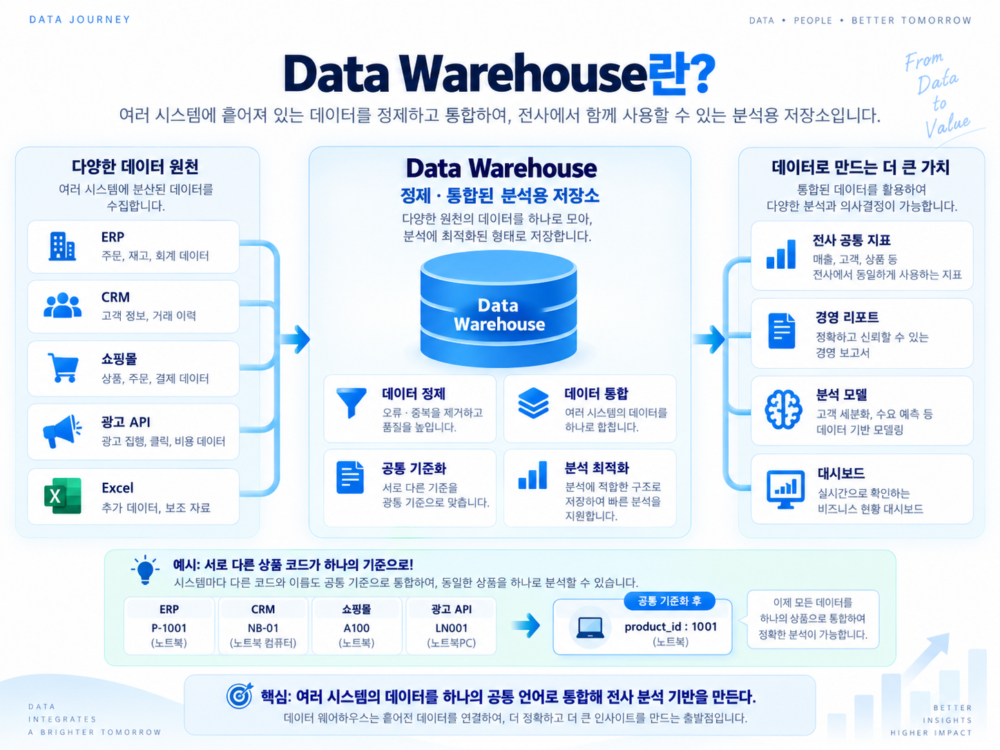 DATA JOURNEY
DATA • PEOPLE • BETTER TOMORROW
Data Warehouse란?
여러 시스템에 흩어져 있는 데이터를 정제하고 통합하여, 전사에서 함께 사용할 수 있는 분석용 저장소입니다.
From
Data
to
Value
다양한 데이터 원천
여러 시스템에 분산된 데이터를
수집합니다.
ERP
주문, 재고, 회계 데이터
CRM
고객 정보, 거래 이력
쇼핑몰
상품, 주문, 결제 데이터
광고 API
광고 집행, 클릭, 비용 데이터
X
Excel
추가 데이터, 보조 자료
Data Warehouse
정제 · 통합된 분석용 저장소
다양한 원천의 데이터를 하나로 모아,
분석에 최적화된 형태로 저장합니다.
Data
Warehouse
데이터 정제
오류 · 중복을 제거하고
품질을 높입니다.
데이터 통합
여러 시스템의 데이터를
하나로 합칩니다.
공통 기준화
서로 다른 기준을
광통 기준으로 맞춥니다.
분석 최적화
분석에 적합한 구조로
저장하여 빠른 분석을
지원합니다.
데이터로 만드는 더 큰 가치
통합된 데이터를 활용하여
다양한 분석과 의사결정이 가능합니다.
전사 공통 지표
매출, 고객, 상품 등
전사에서 동일하게 사용하는 지표
경영 리포트
정확하고 신뢰할 수 있는
경영 보고서
분석 모델
고객 세분화, 수요 예측 등
데이터 기반 모델링
대시보드
실시간으로 확인하는
비즈니스 현황 대시보드
예시: 서로 다른 상품 코드가 하나의 기준으로!
시스템마다 다른 코드와 이름도 공통 기준으로 통합하여, 동일한 상품을 하나로 분석할 수 있습니다.
ERP
P-1001
(노트북)
CRM
NB-01
(노트북 컴퓨터)
쇼핑몰
A100
(노트북)
광고 API
LN001
(노트북PC)
공통 기준화 후
product_id : 1001
(노트북)
이제 모든 데이터를
하나의 상품으로 통합하여
정확한 분석이 가능합니다.
핵심: 여러 시스템의 데이터를 하나의 공통 언어로 통합해 전사 분석 기반을 만든다.
데이터 웨어하우스는 흩어전 데이터를 연결하여, 더 정확하고 더 큰 인사이트를 만드는 출발점입니다.
DATA
INTEGRATES
A BRIGHTER TOMORROW
BETTER
INSIGHTS
HIGHER IMPACT